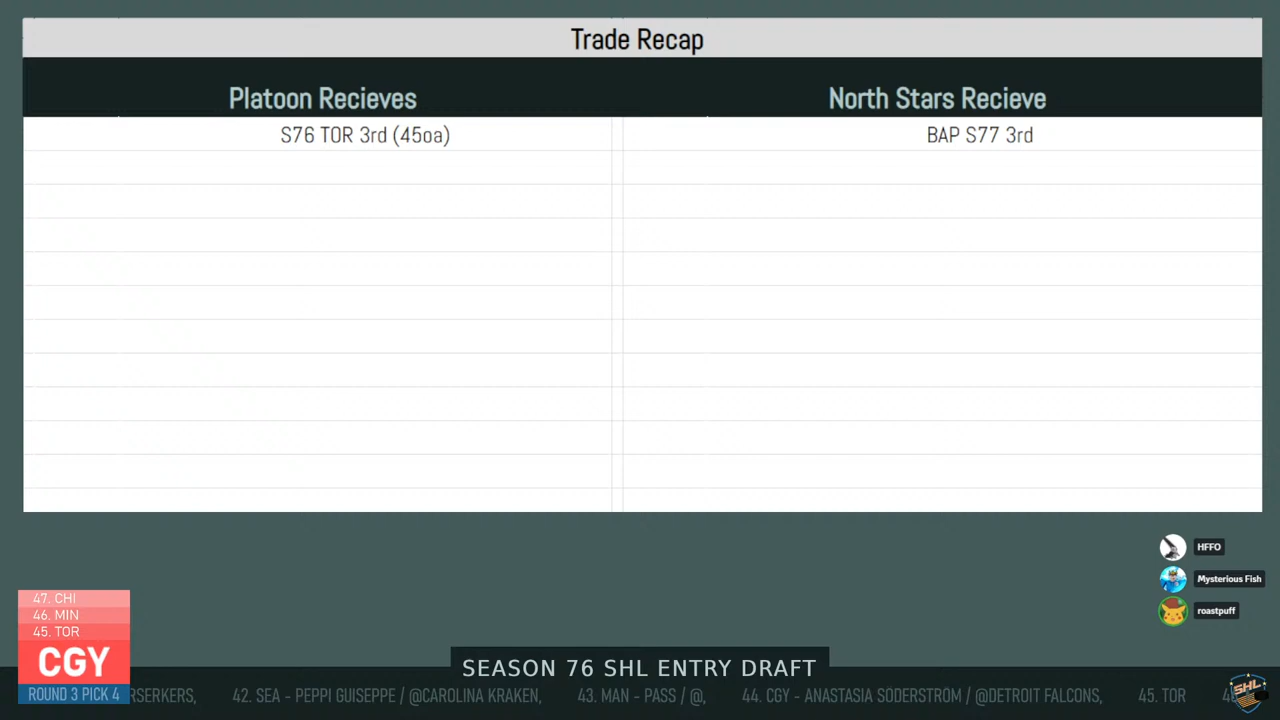 Trade Recap
Platoon Recieves
North Stars Recieve
S76 TOR 3rd (45oa)
BAP S77 3rd
HFFO
Mysterious Fish
roastpuff
47. CHI
46. MIN
45. TOR
CGY
ROUND 3 PICK 4
SEASON 76 SHL ENTRY DRAFT
RSERKERS, 42. SEA - PEPPI GUISEPPE / @CAROLINA KRAKEN, 43. MAN - PASS / @, 44. CGY - ANASTASIA SÖDERSTRÖM / @DETROIT FALCONS, 45. TOR
SHL